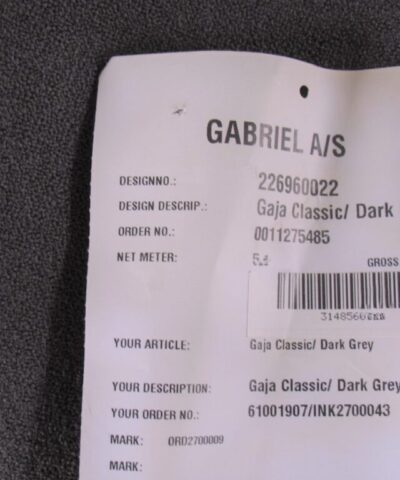 GABRIEL A/S
DESIGNNO.: 226960022
DESIGN DESCRIP.: Gaja Classic/ Dark
ORDER NO.: 0011275485
NET METER: GROSS
YOUR ARTICLE: Gaja Classic/ Dark Grey
YOUR DESCRIPTION: Gaja Classic/ Dark Grey
YOUR ORDER NO.: 61001907/INK2700043
MARK: ORD2700009
MARK: